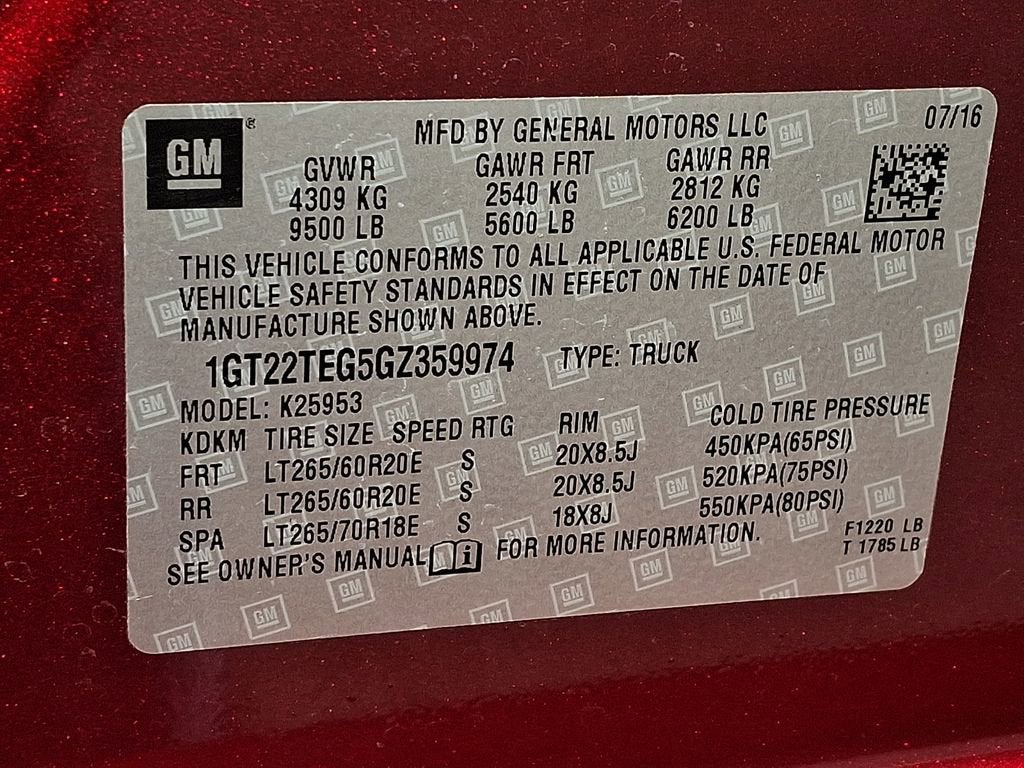 GM ®
MFD BY GENERAL MOTORS LLC 07/16
GVWR GAWR FRT GAWR RR
4309 KG 2540 KG 2812 KG
9500 LB 5600 LB 6200 LB
THIS VEHICLE CONFORMS TO ALL APPLICABLE U.S. FEDERAL MOTOR
VEHICLE SAFETY STANDARDS IN EFFECT ON THE DATE OF
MANUFACTURE SHOWN ABOVE.
1GT22TEG5GZ359974 TYPE: TRUCK
MODEL: K25953
KDKM TIRE SIZE SPEED RTG RIM COLD TIRE PRESSURE
FRT LT265/60R20E S 20X8.5J 450KPA(65PSI)
RR LT265/60R20E S 20X8.5J 520KPA(75PSI)
SPA LT265/70R18E S 18X8J 550KPA(80PSI)
SEE OWNER'S MANUAL i FOR MORE INFORMATION.
F1220 LB
T 1785 LB